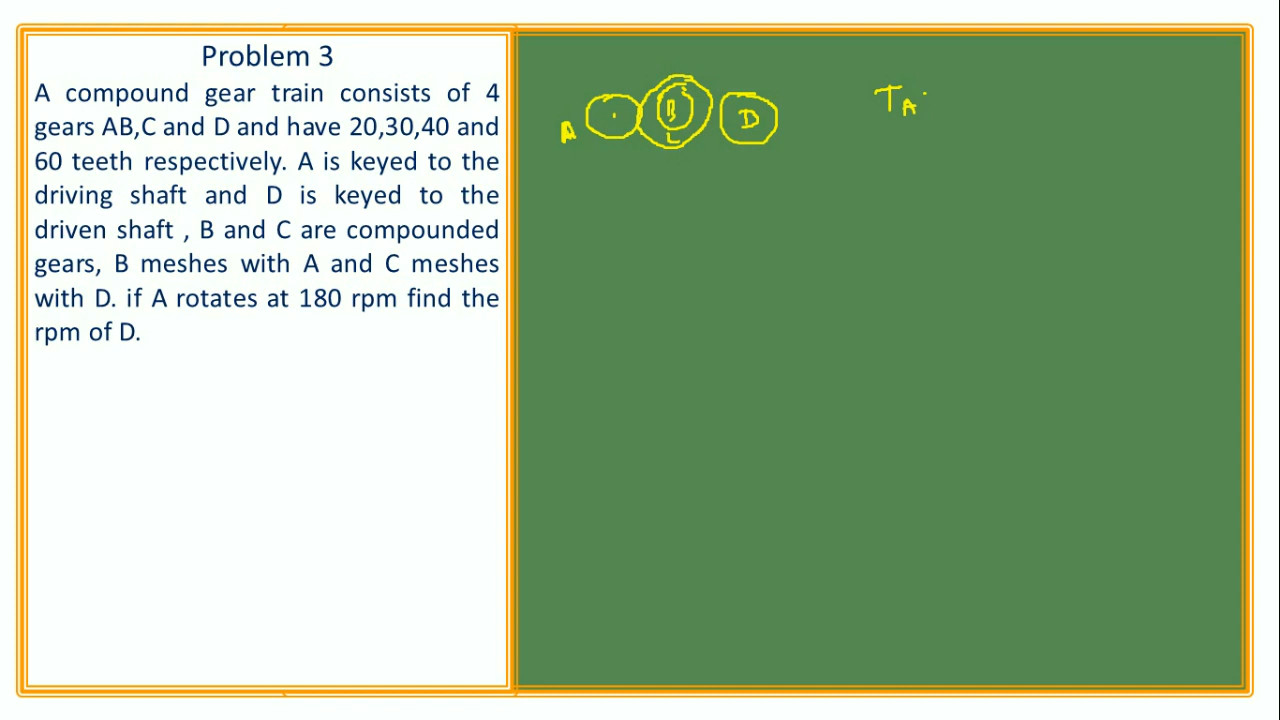 Problem 3
A compound gear train consists of 4
gears AB,C and D and have 20,30,40 and
60 teeth respectively. A is keyed to the
driving shaft and D is keyed to the
driven shaft , B and C are compounded
gears, B meshes with A and C meshes
with D. if A rotates at 180 rpm find the
rpm of D.
A
B
D
TA